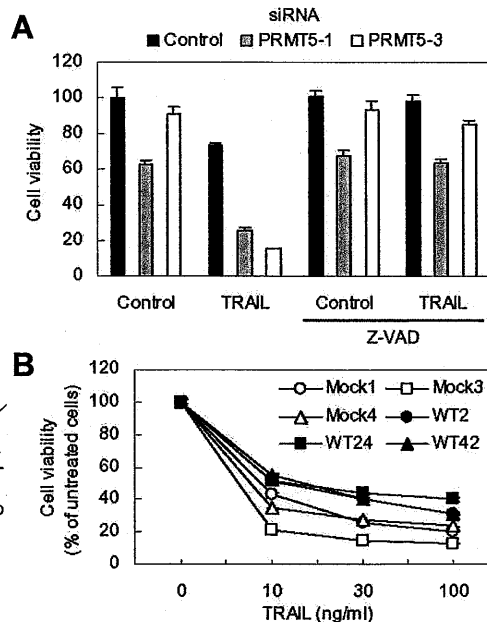 A
siRNA
Control PRMT5-1 PRMT5-3
Cell viability
120
100
80
60
40
20
0
Control TRAIL Control TRAIL
Z-VAD
B
Cell viability
(% of untreated cells)
120
100
80
60
40
20
0
Mock1 Mock3
Mock4 WT2
WT24 WT42
0 10 30 100
TRAIL (ng/ml)